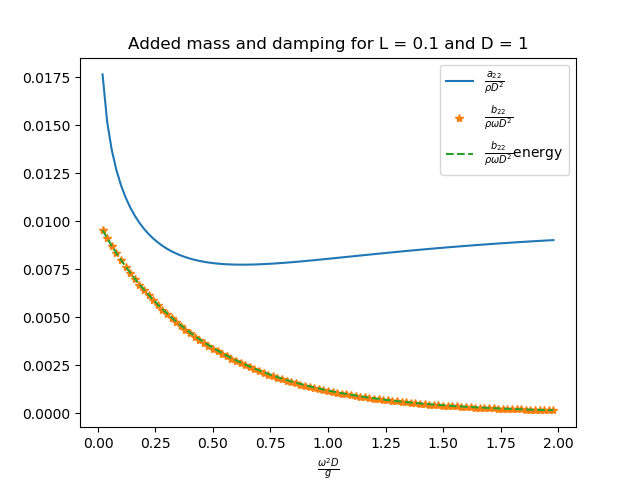 Added mass and damping for L = 0.1 and D = 1
a₂₂/ρD²
b₂₂/ρωD²
b₂₂/ρωD² energy
0.0175
0.0150
0.0125
0.0100
0.0075
0.0050
0.0025
0.0000
0.00 0.25 0.50 0.75 1.00 1.25 1.50 1.75 2.00
ω²D/g